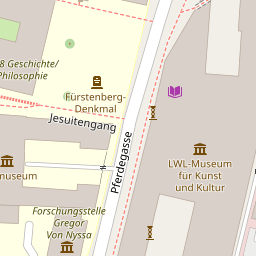 8 Geschichte/
Philosophie
Fürstenberg-
Denkmal
Jesuitengang
Pferdegasse
LWL-Museum
für Kunst
und Kultur
museum
Forschungsstelle
Gregor
Von Nyssa